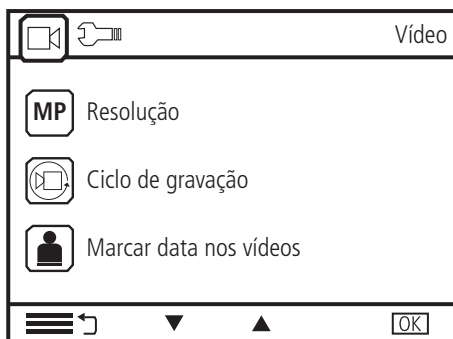 Vídeo
MP Resolução
Ciclo de gravação
Marcar data nos vídeos
OK